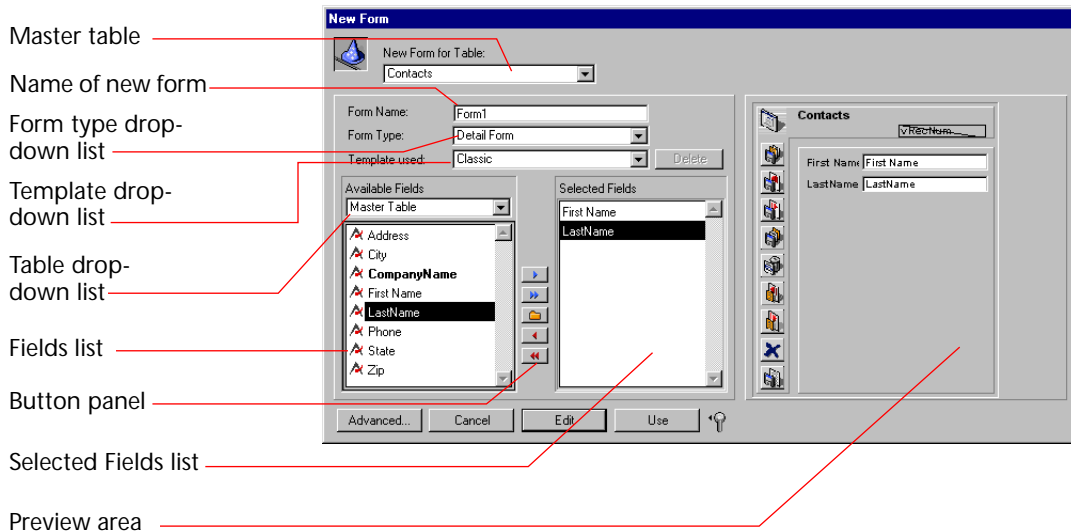 New Form
Master table
New Form for Table:
Contacts
Name of new form
Form Name:
Form1
Form type drop-
down list
Form Type:
Detail Form
Template used:
Classic
Delete
Template drop-
down list
Available Fields
Master Table
Address
City
CompanyName
First Name
LastName
Phone
State
Zip
Selected Fields
First Name
LastName
Contacts
vRecNum
First Name
First Name
LastName
LastName
Table drop-
down list
Fields list
Button panel
Advanced...
Cancel
Edit
Use
Selected Fields list
Preview area